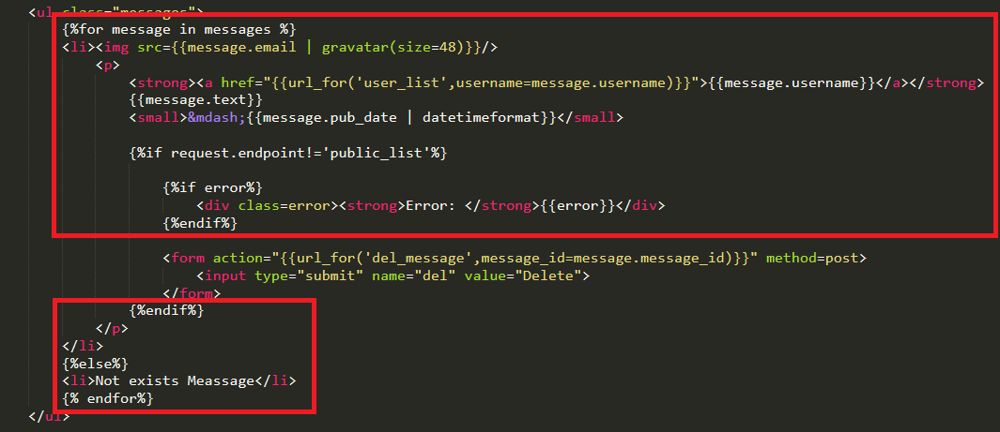 <ul class="messages">
{%for message in messages %}
<li><img src={{message.email | gravatar(size=48)}}/>
<p>
<strong><a href="{{url_for('user_list',username=message.username)}}">{{message.username}}</a></strong>
{{message.text}}
<small>&mdash;{{message.pub_date | datetimeformat}}</small>
{%if request.endpoint!='public_list'%}
{%if error%}
<div class=error><strong>Error: </strong>{{error}}</div>
{%endif%}
<form action="{{url_for('del_message',message_id=message.message_id)}}" method=post>
<input type="submit" name="del" value="Delete">
</form>
{%endif%}
</p>
</li>
{%else%}
<li>Not exists Meassage</li>
{% endfor%}
</ul>